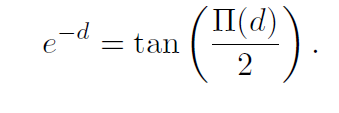 e^{-d} = \tan\left(\frac{\Pi(d)}{2}\right).